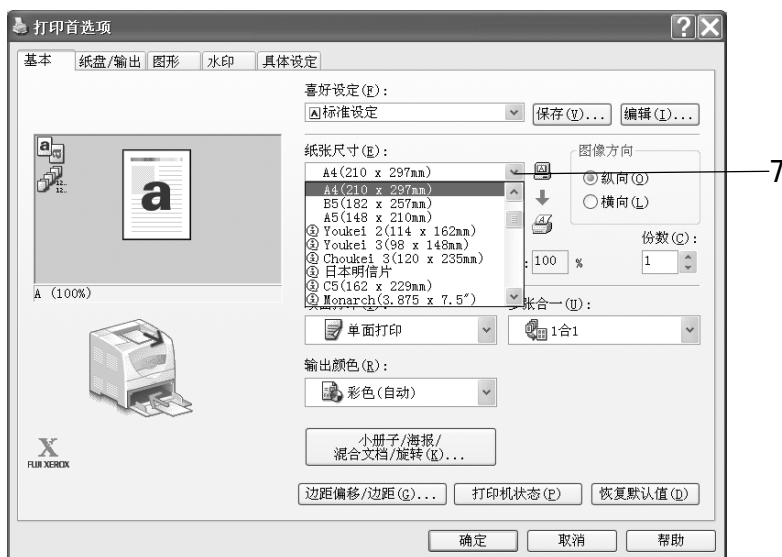 打印首选项
基本 纸盘/输出 图形 水印 具体设定
喜好设定(F):
标准设定 保存(V)... 编辑(I)...
纸张尺寸(E):
A4(210 x 297mm)
A4(210 x 297mm)
B5(182 x 257mm)
A5(148 x 210mm)
Youkei 2(114 x 162mm)
Youkei 3(98 x 148mm)
Choukei 3(120 x 235mm)
日本明信片
C5(162 x 229mm)
Monarch(3.875 x 7.5")
7
图像方向
纵向(O)
横向(L)
份数(C):
: 100 % 1
a
12..
12..
a
A (100%)
张合一(U):
单面打印 1合1
输出颜色(R):
彩色(自动)
小册子/海报/
混合文档/旋转(K)...
X
FUJI XEROX
边距偏移/边距(G)... 打印机状态(P) 恢复默认值(D)
确定 取消 帮助